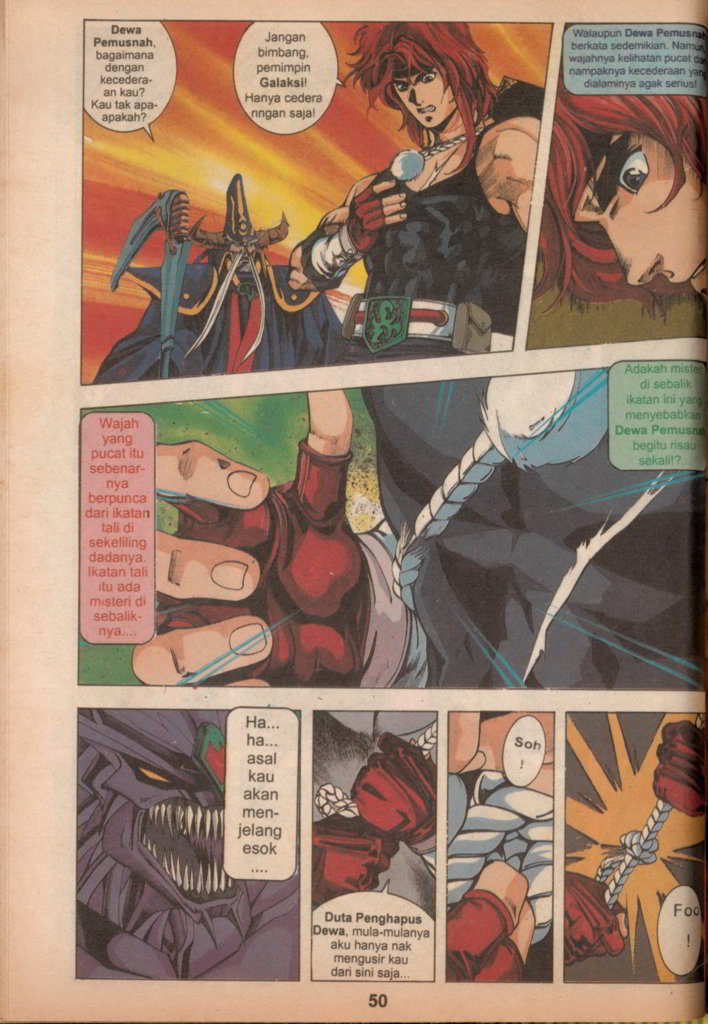 Dewa
Pemusnah,
bagaimana
dengan
kecedera-
an kau?
Kau tak apa-
apakah?
Jangan
bimbang,
pemimpin
Galaksi!
Hanya cedera
rıngan saja!
Walaupun Dewa Pemusnah
berkata sedemikian. Namun,
wajahnya kelihatan pucat dan
nampaknya kecederaan yang
dialaminya agak serius!
Adakah misteri
di sebalik
ikatan ini yang
menyebabkan
Dewa Pemusnah
begitu risau
sekali!?...
Wajah
yang
pucat itu
sebenar-
nya
berpunca
dari ikatan
tali di
sekeliling
dadanya.
Ikatan tali
itu ada
misteri di
sebalik-
nya....
Ha...
ha...
asal
kau
akan
men-
jelang
esok
....
Duta Penghapus
Dewa, mula-mulanya
aku hanya nak
mengusir kau
dari sini saja...
Soh
!
Foo
!
50